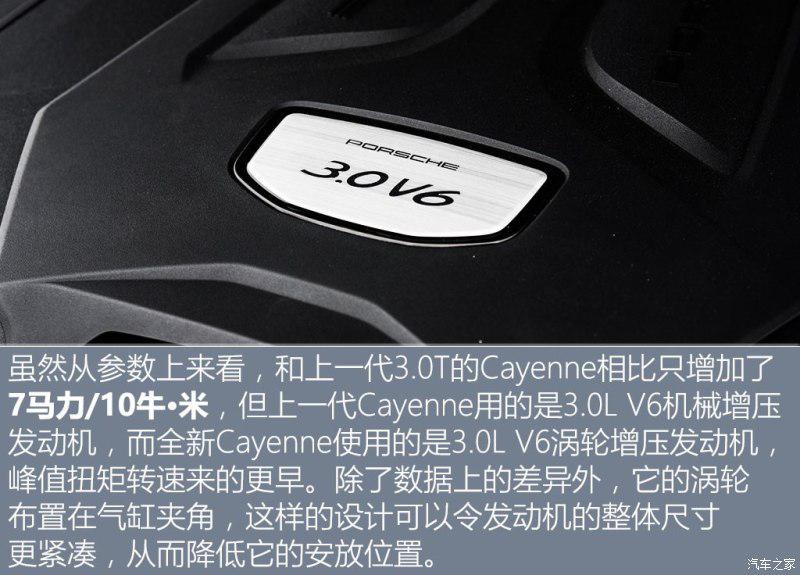 PORSCHE
3.0 V6
虽然从参数上来看，和上一代3.0T的Cayenne相比只增加了
7马力/10牛•米，但上一代Cayenne用的是3.0L V6机械增压
发动机，而全新Cayenne使用的是3.0L V6涡轮增压发动机，
峰值扭矩转速来的更早。除了数据上的差异外，它的涡轮
布置在气缸夹角，这样的设计可以令发动机的整体尺寸
更紧凑，从而降低它的安放位置。
汽车之家